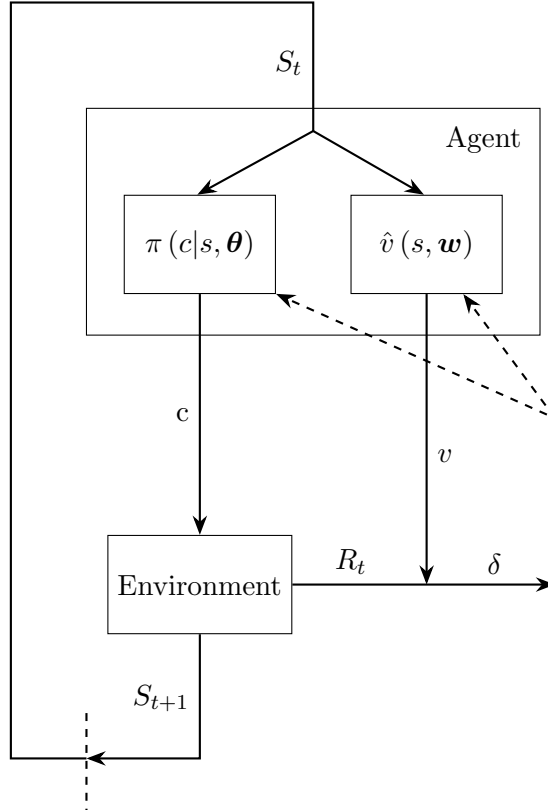 S_t
Agent
π (c|s, θ)
v̂ (s, w)
c
v
Environment
R_t
δ
S_{t+1}